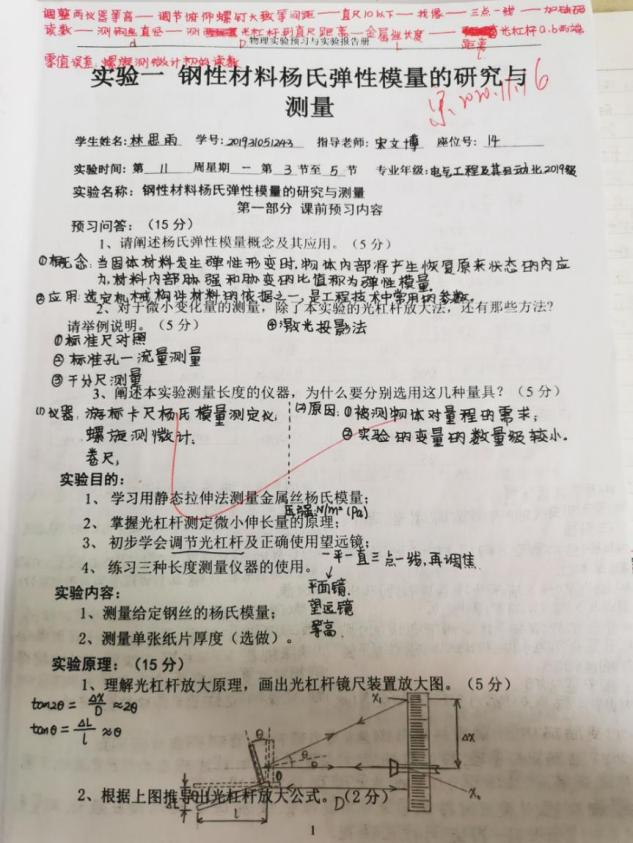 调整两仪器等高——调节俯仰螺钉大致等间距——直尺10以下——找像——三点一线——加砝码
读数——测钢丝直径——测光杠杆到直尺距离——金属丝长度——光杠杆a.b两端
d D L 距离
物理实验预习与实验报告册
零值误差:螺旋测微计初始读数
实验一 钢性材料杨氏弹性模量的研究与
测量
2020.11.16
学生姓名:林思雨 学号:201931051243 指导老师:宋文博 座位号:14
实验时间:第 11 周星期 一 第 3 节至 5 节 专业年级:电气工程及其自动化2019级
实验名称:钢性材料杨氏弹性模量的研究与测量
第一部分 课前预习内容
预习问答:(15 分)
1、请阐述杨氏弹性模量概念及其应用。(5 分)
①概念:当固体材料发生弹性形变时,物体内部将产生恢复原来状态的内应
力,材料内部胁强和胁变的比值称为弹性模量.
②应用:选定机械构件材料的依据之一,是工程技术中常用的参数。
2、对于微小变化量的测量,除了本实验的光杠杆放大法,还有那些方法?
请举例说明。(5 分) ④激光投影法
①标准尺对照
②标准孔一流量测量
③千分尺测量
3、阐述本实验测量长度的仪器,为什么要分别选用这几种量具?(5 分)
(1)仪器:游标卡尺杨氏模量测定仪; (2)原因:①被测物体对量程的需求;
螺旋测微计; ②实验的变量的数量级较小。
卷尺;
实验目的:
1、 学习用静态拉伸法测量金属丝杨氏模量;
压强:N/m²(Pa)
2、 掌握光杠杆测定微小伸长量的原理;
3、 初步学会调节光杠杆及正确使用望远镜;
一平一直三点一线,再调焦
4、 练习三种长度测量仪器的使用。
平面镜
实验内容:
望远镜
1、测量给定钢丝的杨氏模量;
等高.
2、测量单张纸片厚度(选做)。
实验原理:(15 分)
1、理解光杠杆放大原理,画出光杠杆镜尺装置放大图。(5 分)
tan2θ = ΔX/D ≈2θ
tanθ = ΔL/l ≈θ
X₁
ΔX
θ
θ
X₀
2、根据上图推导出光杠杆放大公式。D(2 分)
ΔL
l
1